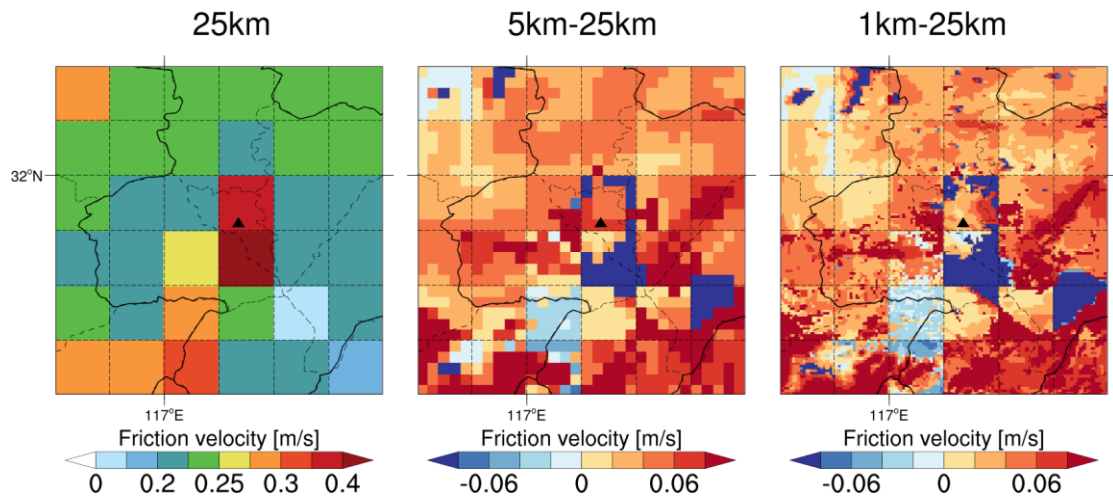 25km 5km-25km 1km-25km
32°N
117°E 117°E 117°E
Friction velocity [m/s] Friction velocity [m/s] Friction velocity [m/s]
0 0.2 0.25 0.3 0.4 -0.06 0 0.06 -0.06 0 0.06